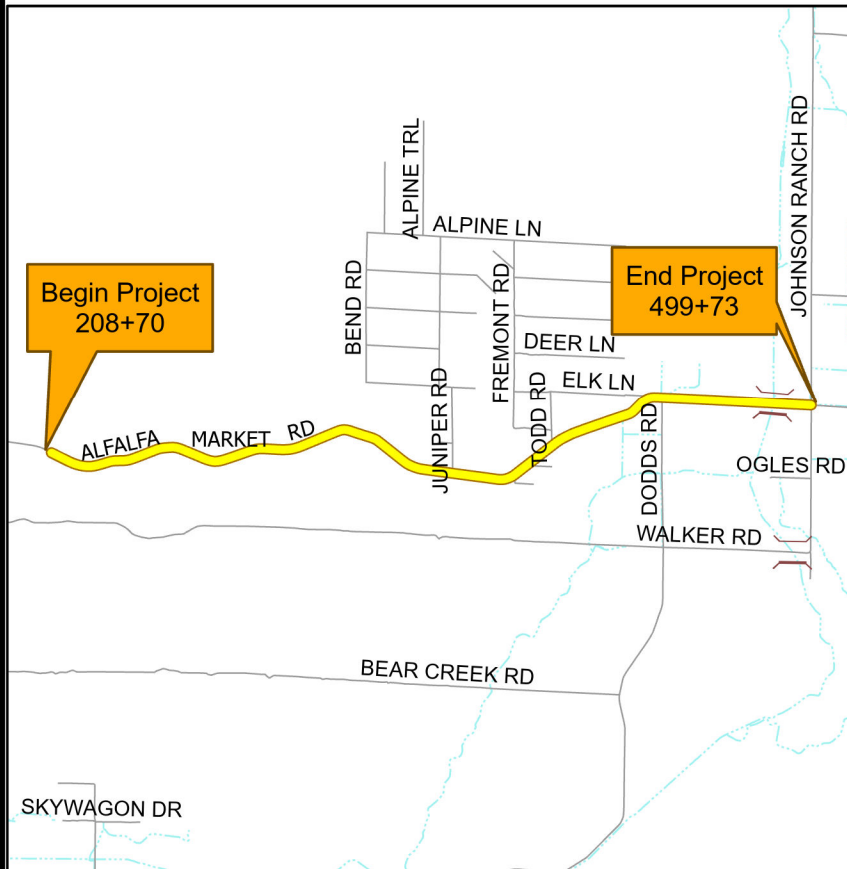 JOHNSON RANCH RD
ALPINE TRL
ALPINE LN
Begin Project
208+70
BEND RD
FREMONT RD
End Project
499+73
DEER LN
ELK LN
TODD RD
JUNIPER RD
ALFALFA MARKET RD
DODDS RD
OGLES RD
WALKER RD
BEAR CREEK RD
SKYWAGON DR